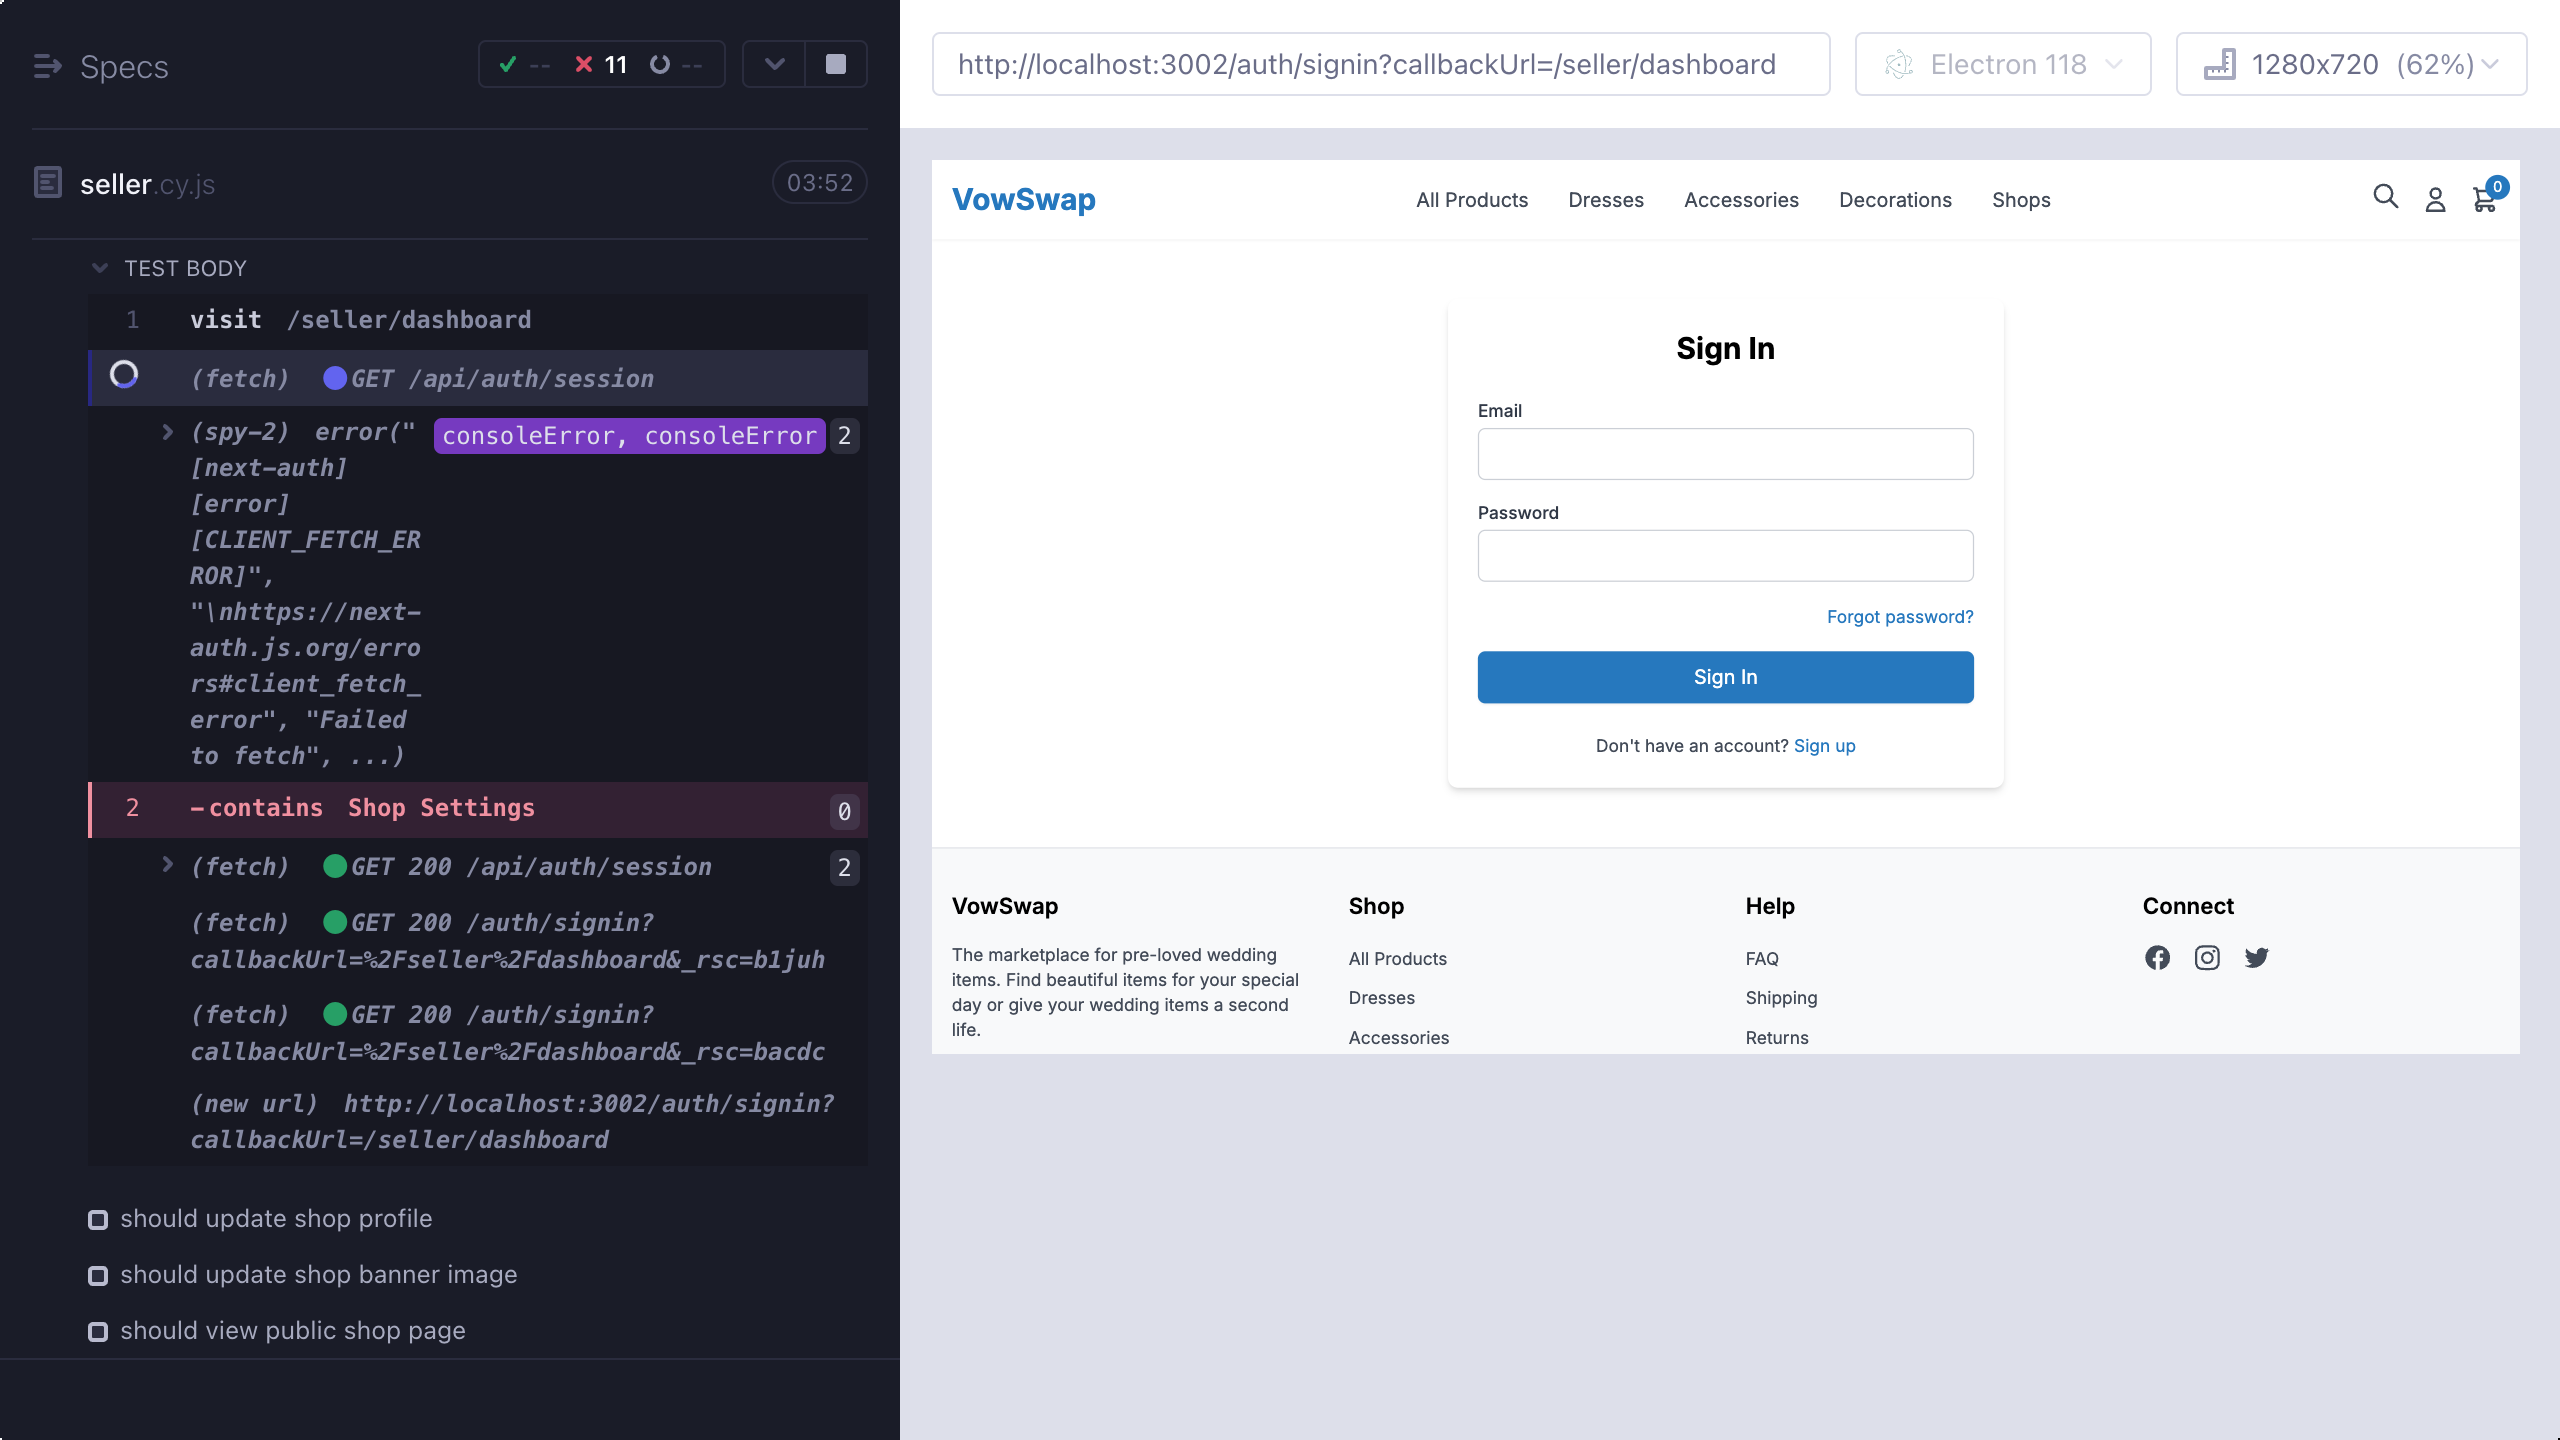 Specs
-- 11 --
seller.cy.js
03:52
TEST BODY
1 visit /seller/dashboard
(fetch) GET /api/auth/session
(spy-2) error(" consoleError, consoleError 2
[next-auth]
[error]
[CLIENT_FETCH_ER
ROR]",
"\nhttps://next-
auth.js.org/erro
rs#client_fetch_
error", "Failed
to fetch", ...)
2 -contains Shop Settings 0
(fetch) GET 200 /api/auth/session 2
(fetch) GET 200 /auth/signin?
callbackUrl=%2Fseller%2Fdashboard&_rsc=b1juh
(fetch) GET 200 /auth/signin?
callbackUrl=%2Fseller%2Fdashboard&_rsc=bacdc
(new url) http://localhost:3002/auth/signin?
callbackUrl=/seller/dashboard
should update shop profile
should update shop banner image
should view public shop page
http://localhost:3002/auth/signin?callbackUrl=/seller/dashboard
Electron 118
1280x720 (62%)
VowSwap
All Products
Dresses
Accessories
Decorations
Shops
0
Sign In
Email
Password
Forgot password?
Sign In
Don't have an account? Sign up
VowSwap
The marketplace for pre-loved wedding
items. Find beautiful items for your special
day or give your wedding items a second
life.
Shop
All Products
Dresses
Accessories
Help
FAQ
Shipping
Returns
Connect